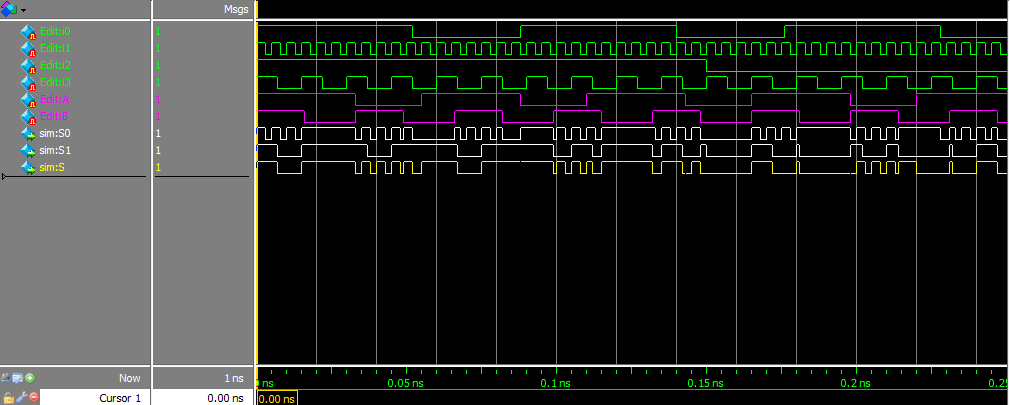 Msgs
Edit:i0 1
Edit:i1 1
Edit:i2 1
Edit:i3 1
Edit:A 1
Edit:B 1
sim:S0 1
sim:S1 1
sim:S 1
Now 1 ns ns 0.05 ns 0.1 ns 0.15 ns 0.2 ns 0.25
Cursor 1 0.00 ns 0.00 ns